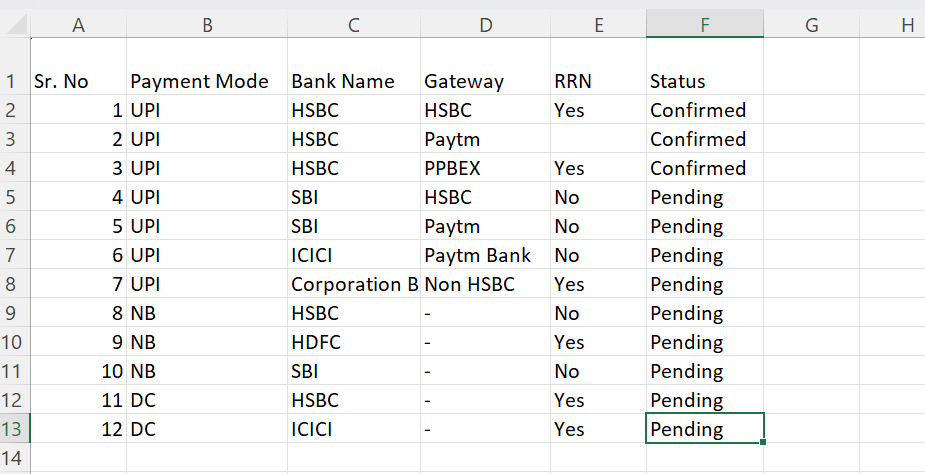 A B C D E F G H
1 Sr. No Payment Mode Bank Name Gateway RRN Status
2 1 UPI HSBC HSBC Yes Confirmed
3 2 UPI HSBC Paytm Confirmed
4 3 UPI HSBC PPBEX Yes Confirmed
5 4 UPI SBI HSBC No Pending
6 5 UPI SBI Paytm No Pending
7 6 UPI ICICI Paytm Bank No Pending
8 7 UPI Corporation B Non HSBC Yes Pending
9 8 NB HSBC - No Pending
10 9 NB HDFC - Yes Pending
11 10 NB SBI - No Pending
12 11 DC HSBC - Yes Pending
13 12 DC ICICI - Yes Pending
14